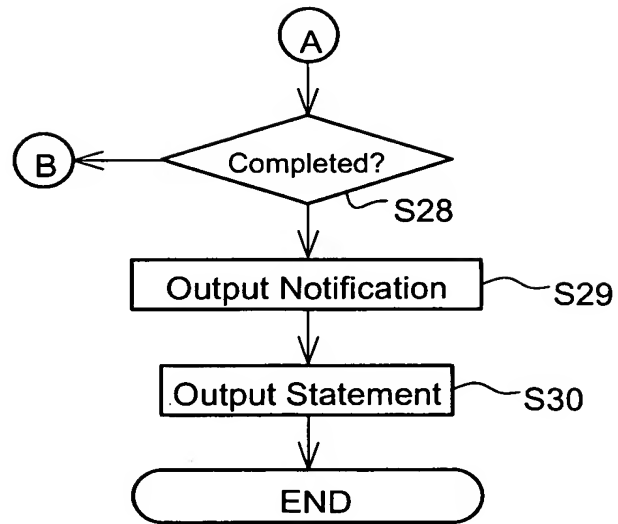 A
B
Completed?
S28
Output Notification
S29
Output Statement
S30
END